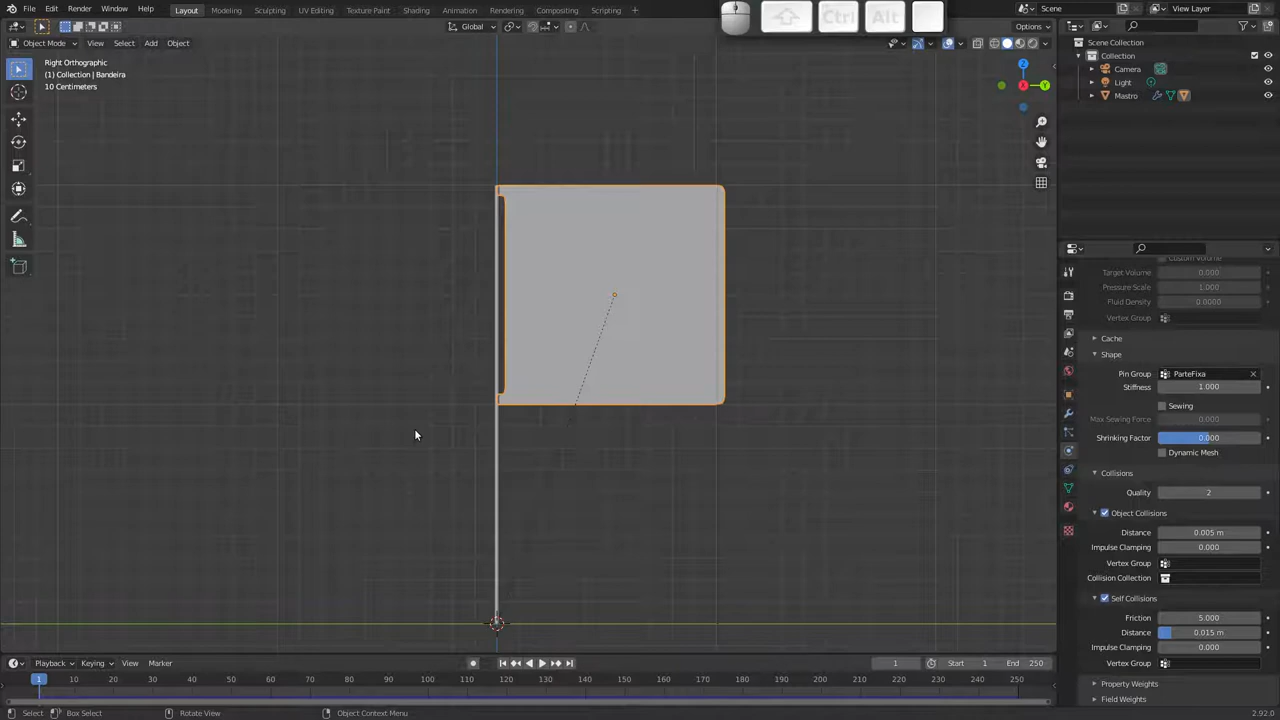 File Edit Render Window Help Layout Modeling Sculpting UV Editing Texture Paint Shading Animation Rendering Compositing Scripting
Ctrl Alt
Scene View Layer
Global Options
Object Mode View Select Add Object
Right Orthographic
(1) Collection | Bandeira
10 Centimeters
Z
X
Y
Scene Collection
Collection
Camera
Light
Mastro
Custom Volume
Target Volume 0.000
Pressure Scale 1.000
Fluid Density 0.0000
Vertex Group
Cache
Shape
Pin Group ParteFixa
Stiffness 1.000
Sewing
Max Sewing Force 0.000
Shrinking Factor 0.000
Dynamic Mesh
Collisions
Quality 2
Object Collisions
Distance 0.005 m
Impulse Clamping 0.000
Vertex Group
Collision Collection
Self Collisions
Friction 5.000
Distance 0.015 m
Impulse Clamping 0.000
Vertex Group
Property Weights
Field Weights
Playback Keying View Marker 1 Start 1 End 250
1 10 20 30 40 50 60 70 80 90 100 110 120 130 140 150 160 170 180 190 200 210 220 230 240 250
Select Box Select Rotate View Object Context Menu 2.92.0